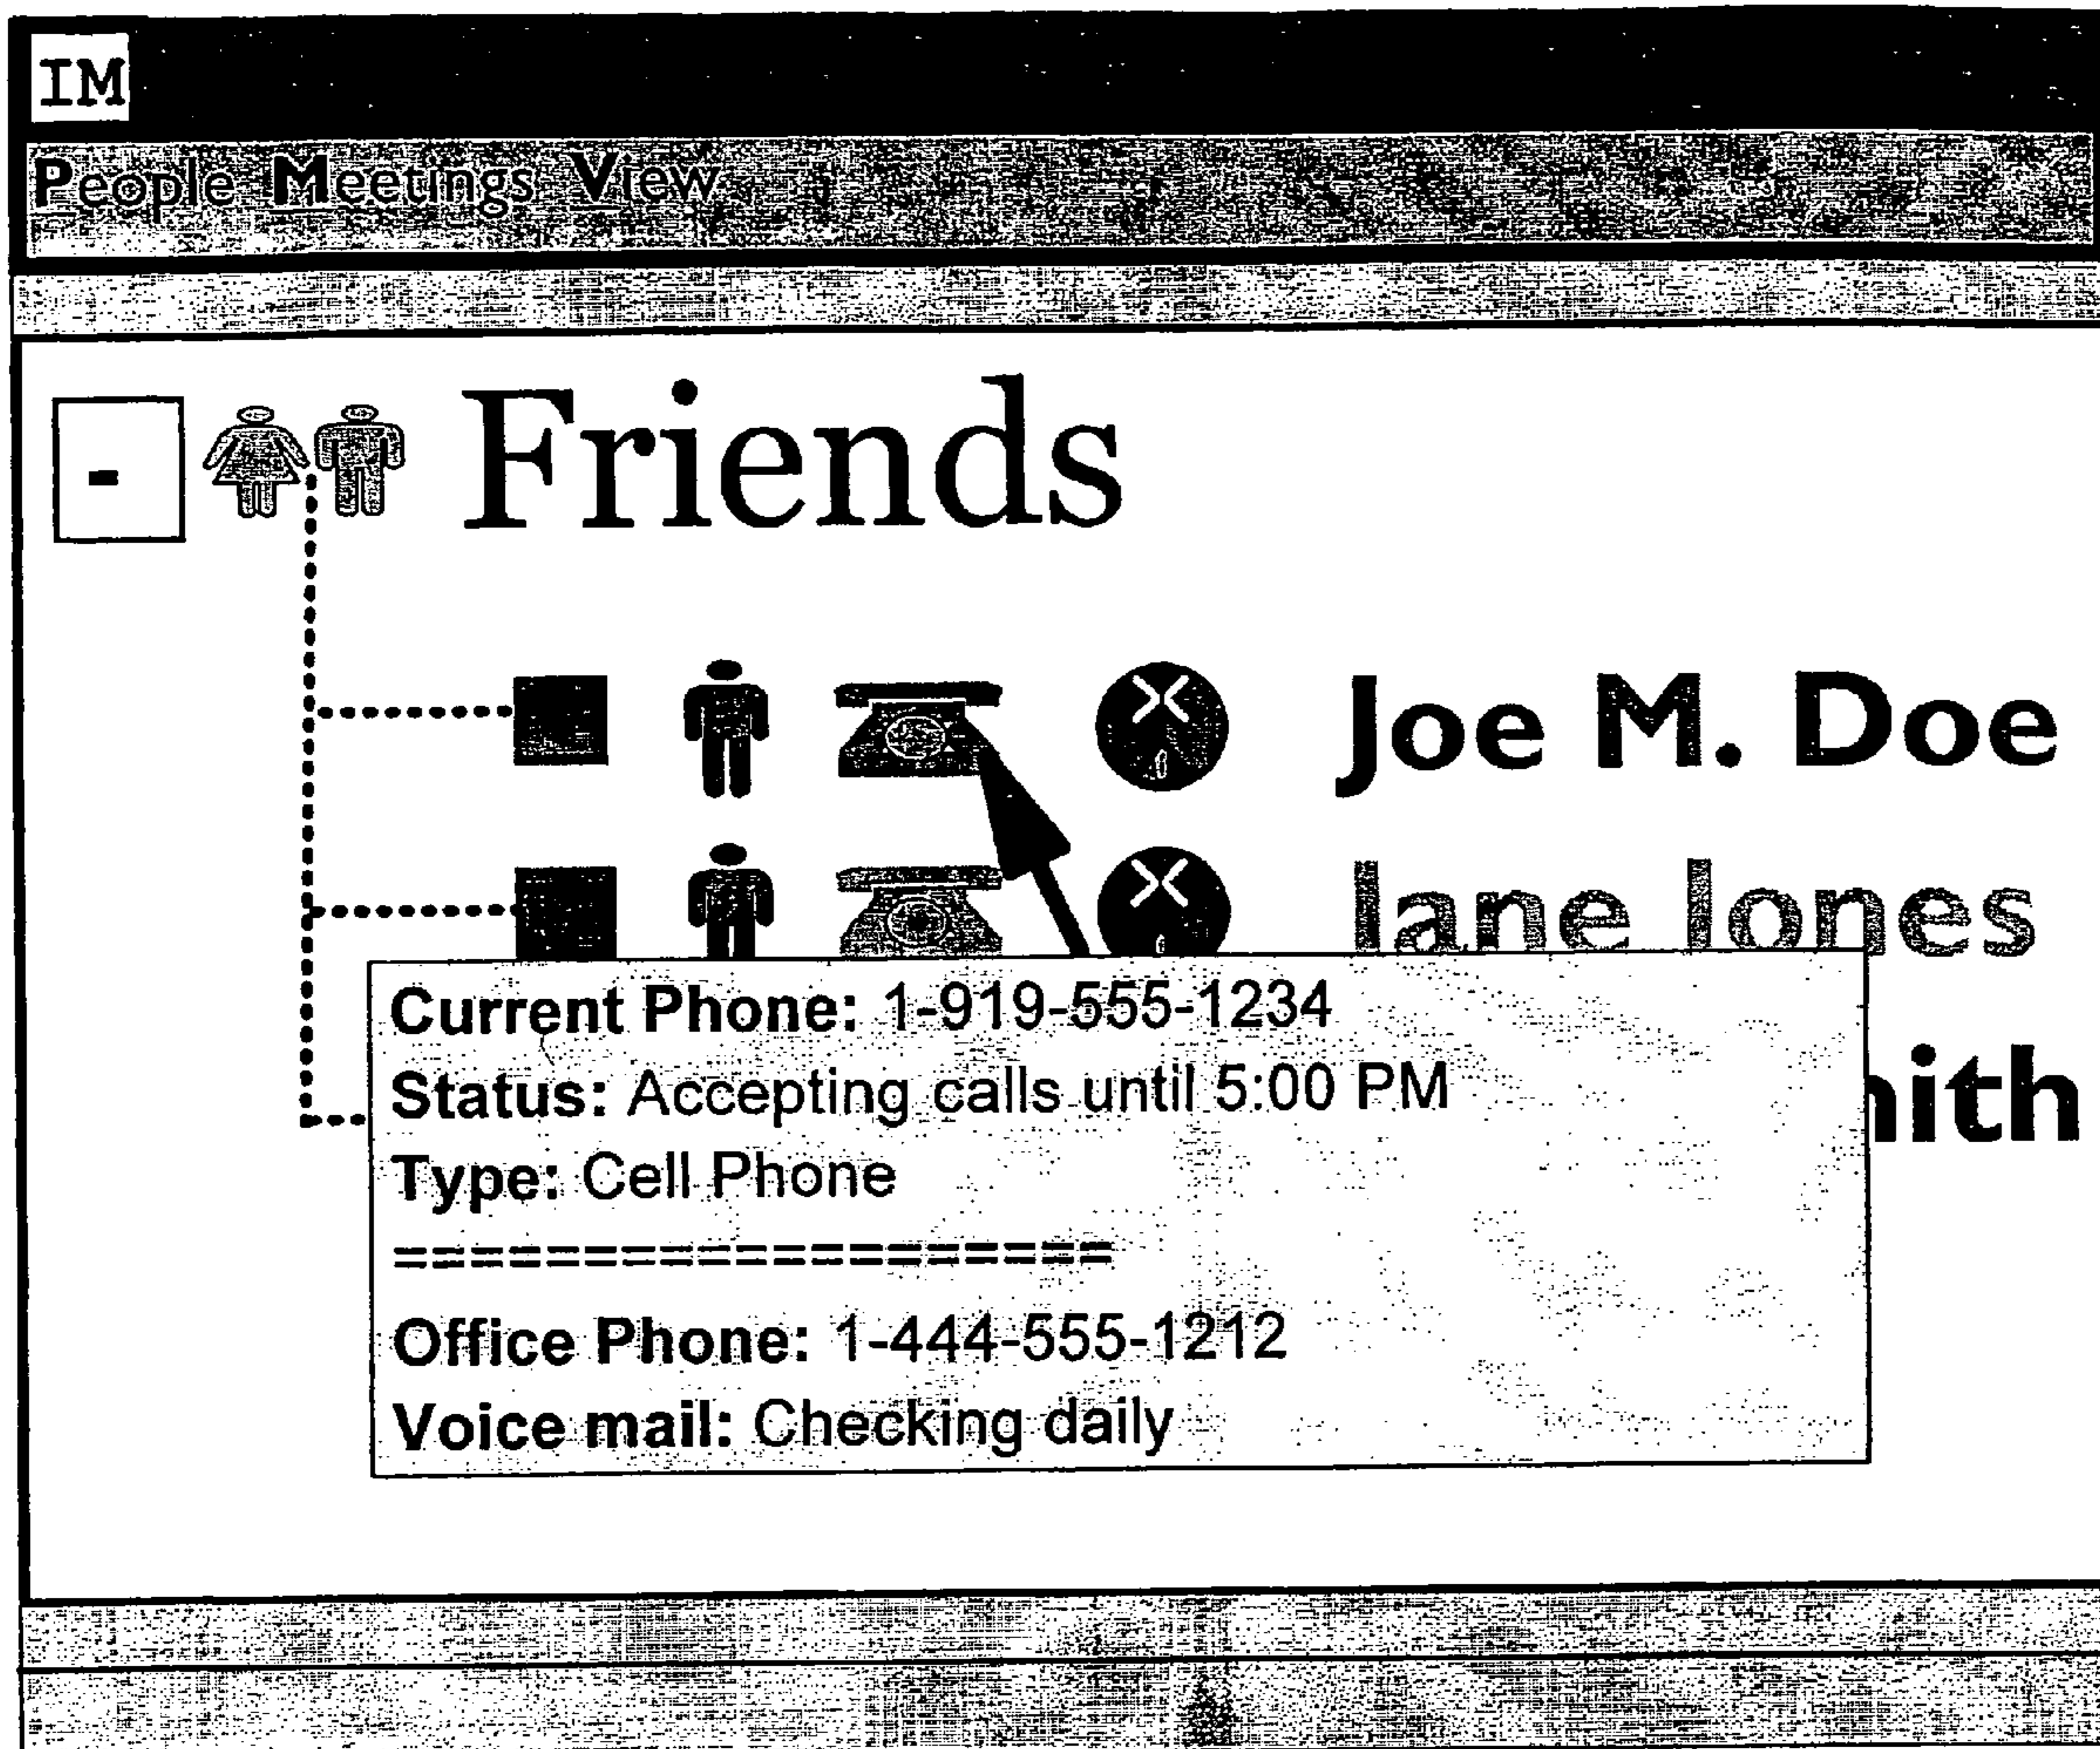 IM
People Meetings View
Friends
Joe M. Doe
Jane Jones
Current Phone: 1-919-555-1234
Status: Accepting calls until 5:00 PM
Type: Cell Phone
===================
Office Phone: 1-444-555-1212
Voice mail: Checking daily